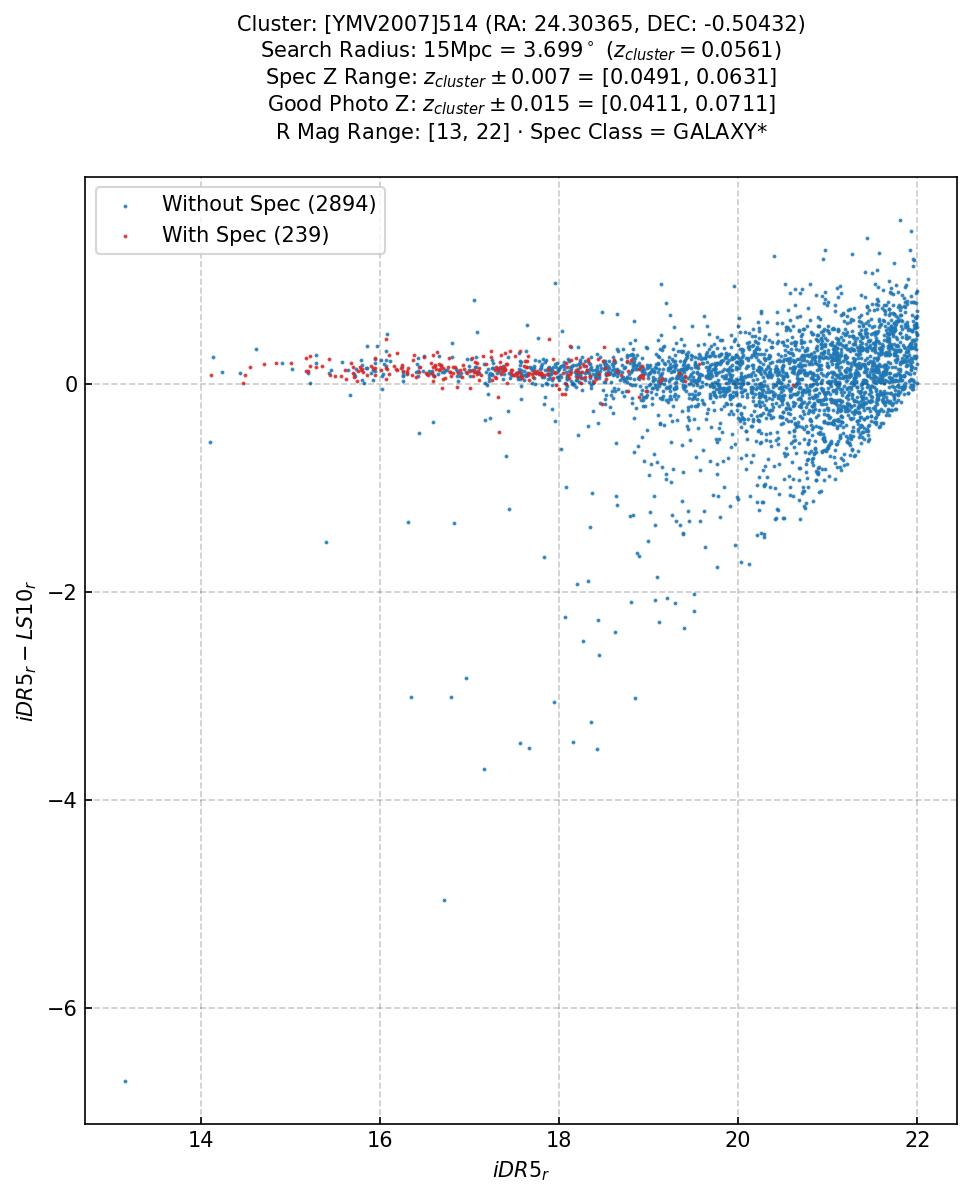 Cluster: [YMV2007]514 (RA: 24.30365, DEC: -0.50432)
Search Radius: 15Mpc = 3.699° (z_cluster = 0.0561)
Spec Z Range: z_cluster ± 0.007 = [0.0491, 0.0631]
Good Photo Z: z_cluster ± 0.015 = [0.0411, 0.0711]
R Mag Range: [13, 22] · Spec Class = GALAXY*
Without Spec (2894)
With Spec (239)
0
−2
−4
−6
iDR5_r − LS10_r
14 16 18 20 22
iDR5_r